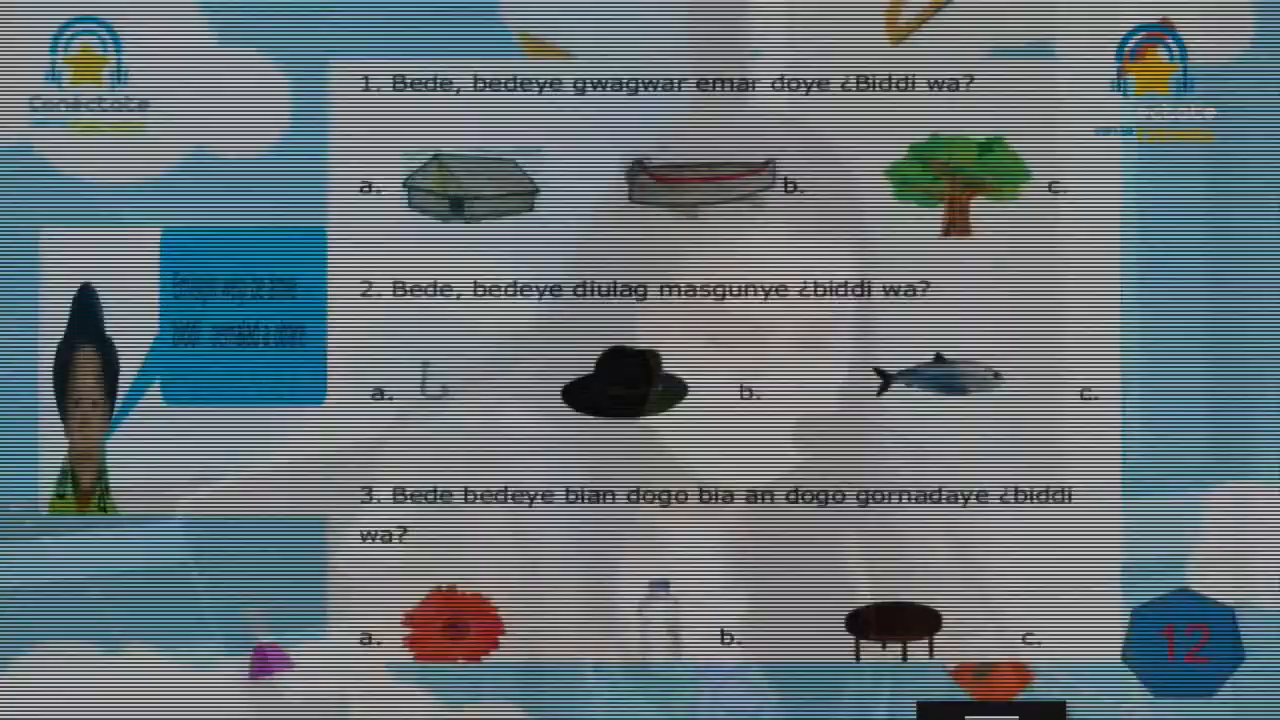 Conèctate
1. Bede, bedeye gwagwar emar doye ¿Biddi wa?
a.
b.
c.
2. Bede, bedeye diulag masgunye ¿biddi wa?
a.
b.
c.
3. Bede bedeye bian dogo bia an dogo gornadaye ¿biddi
wa?
a.
b.
c.
12